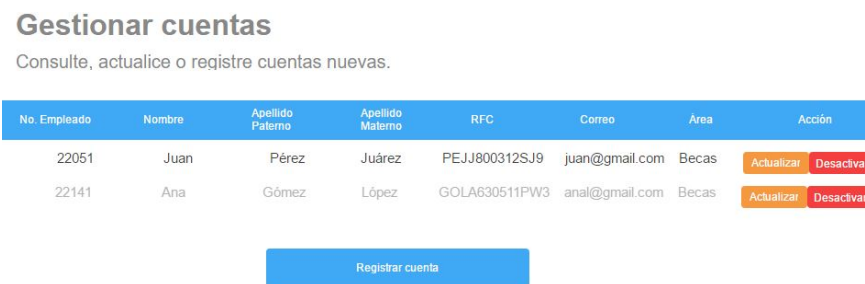 Gestionar cuentas
Consulte, actualice o registre cuentas nuevas.
No. Empleado Nombre Apellido Paterno Apellido Materno RFC Correo Área Acción
22051 Juan Pérez Juárez PEJJ800312SJ9 juan@gmail.com Becas Actualizar Desactiva
22141 Ana Gómez López GOLA630511PW3 anal@gmail.com Becas Actualizar Desactivar
Registrar cuenta